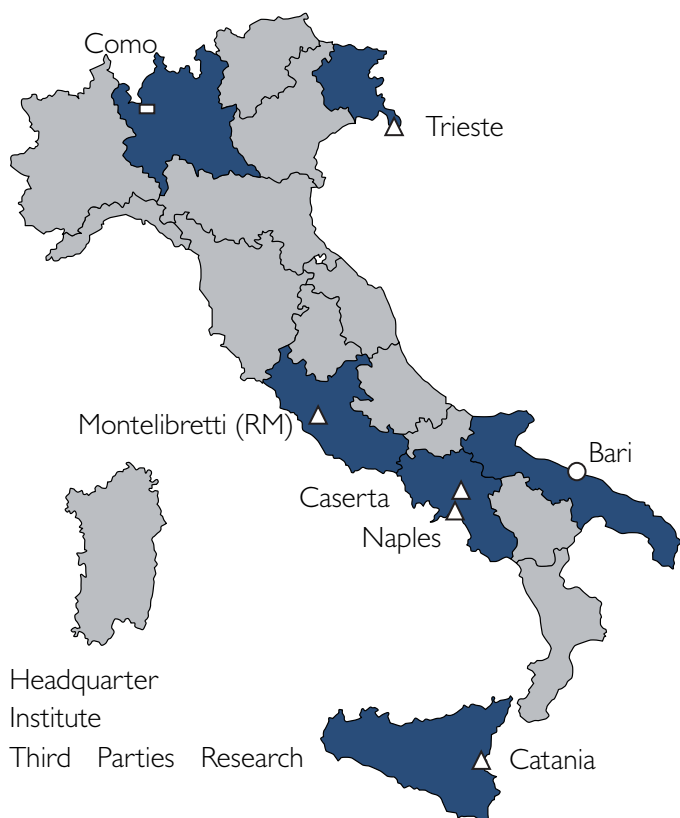 Como
Trieste
Montelibretti (RM)
Bari
Caserta
Naples
Headquarter
Institute
Third Parties Research
Catania